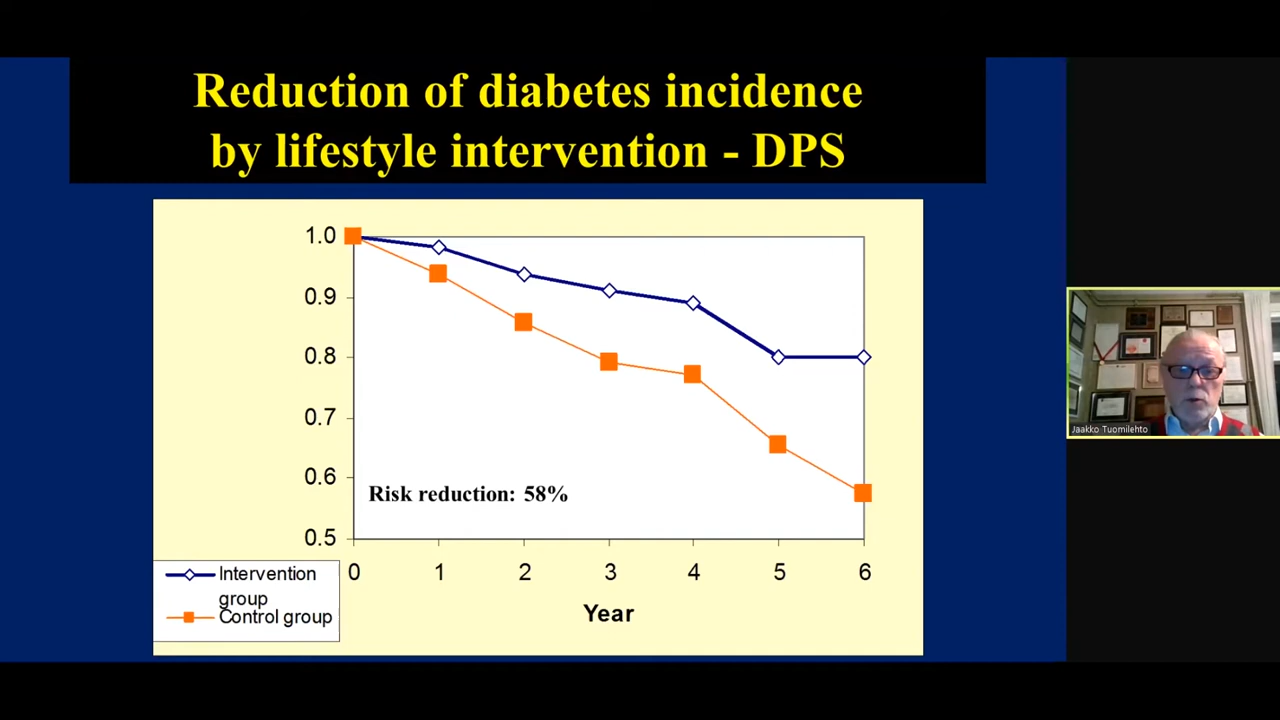 Reduction of diabetes incidence
by lifestyle intervention - DPS
1.0
0.9
0.8
0.7
0.6
0.5
Risk reduction: 58%
0 1 2 3 4 5 6
Year
Intervention
group
Control group
Jaakko Tuomilehto